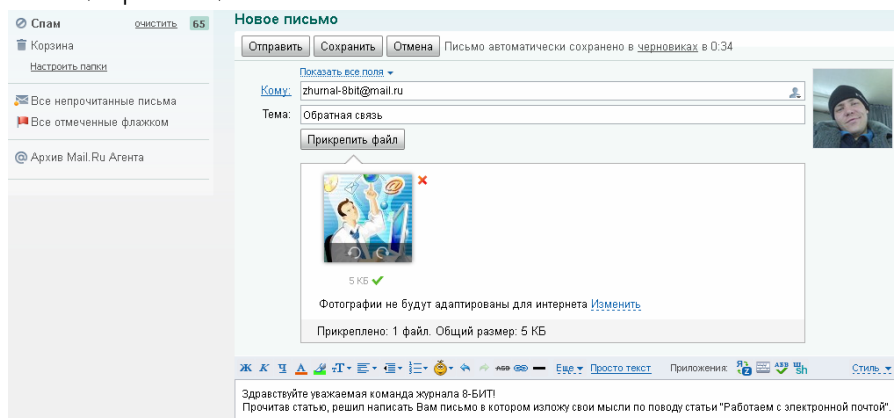 Спам очистить 65
Корзина
Настроить папки
Все непрочитанные письма
Все отмеченные флажком
Архив Mail.Ru Агента
Новое письмо
Отправить Сохранить Отмена Письмо автоматически сохранено в черновиках в 0:34
Показать все поля
Кому: zhurnal-8bit@mail.ru
Тема: Обратная связь
Прикрепить файл
5 КБ
Фотографии не будут адаптированы для интернета Изменить
Прикреплено: 1 файл. Общий размер: 5 КБ
Ж К Ч А Т Еще Просто текст Приложения: Стиль
Здравствуйте уважаемая команда журнала 8-БИТ!
Прочитав статью, решил написать Вам письмо в котором изложу свои мысли по поводу статьи "Работаем с электронной почтой".